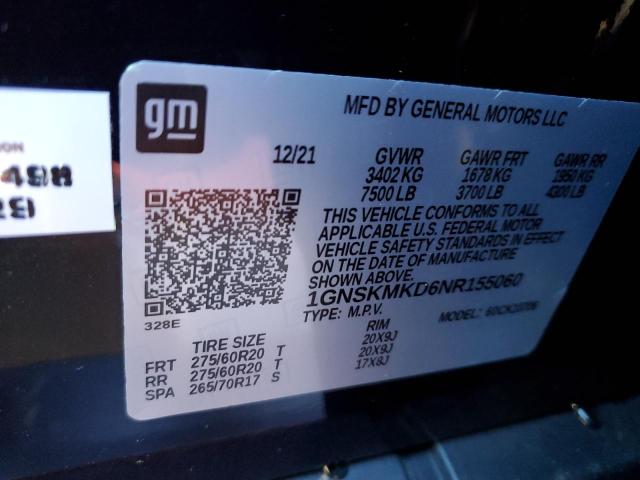 ION
498
gm
MFD BY GENERAL MOTORS LLC
12/21 GVWR GAWR FRT GAWR RR
3402 KG 1678 KG 1950 KG
7500 LB 3700 LB 4300 LB
THIS VEHICLE CONFORMS TO ALL
APPLICABLE U.S. FEDERAL MOTOR
VEHICLE SAFETY STANDARDS IN EFFECT
ON THE DATE OF MANUFACTURE
SHOWN ABOVE.
1GNSKMKD6NR155060
TYPE: M.P.V. MODEL:
328E
TIRE SIZE RIM
FRT 275/60R20 T 20X9J
RR 275/60R20 T 20X9J
SPA 265/70R17 S 17X8J